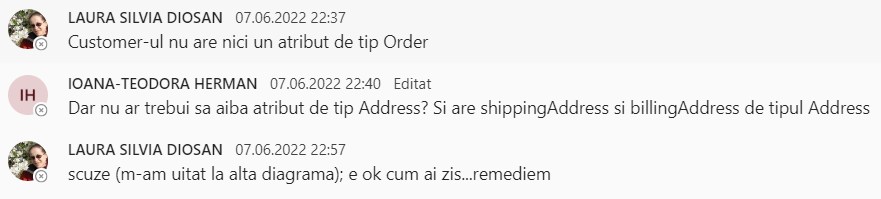 LAURA SILVIA DIOSAN 07.06.2022 22:37
Customer-ul nu are nici un atribut de tip Order
IOANA-TEODORA HERMAN 07.06.2022 22:40 Editat
IH
Dar nu ar trebui sa aiba atribut de tip Address? Si are shippingAddress si billingAddress de tipul Address
LAURA SILVIA DIOSAN 07.06.2022 22:57
scuze (m-am uitat la alta diagrama); e ok cum ai zis...remediem